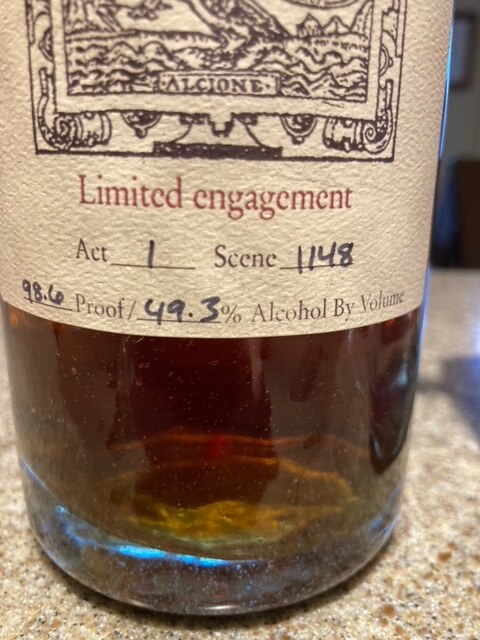 ALCIONE
Limited engagement
Act 1 Scene 1148
98.6 Proof/ 49.3% Alcohol By Volume